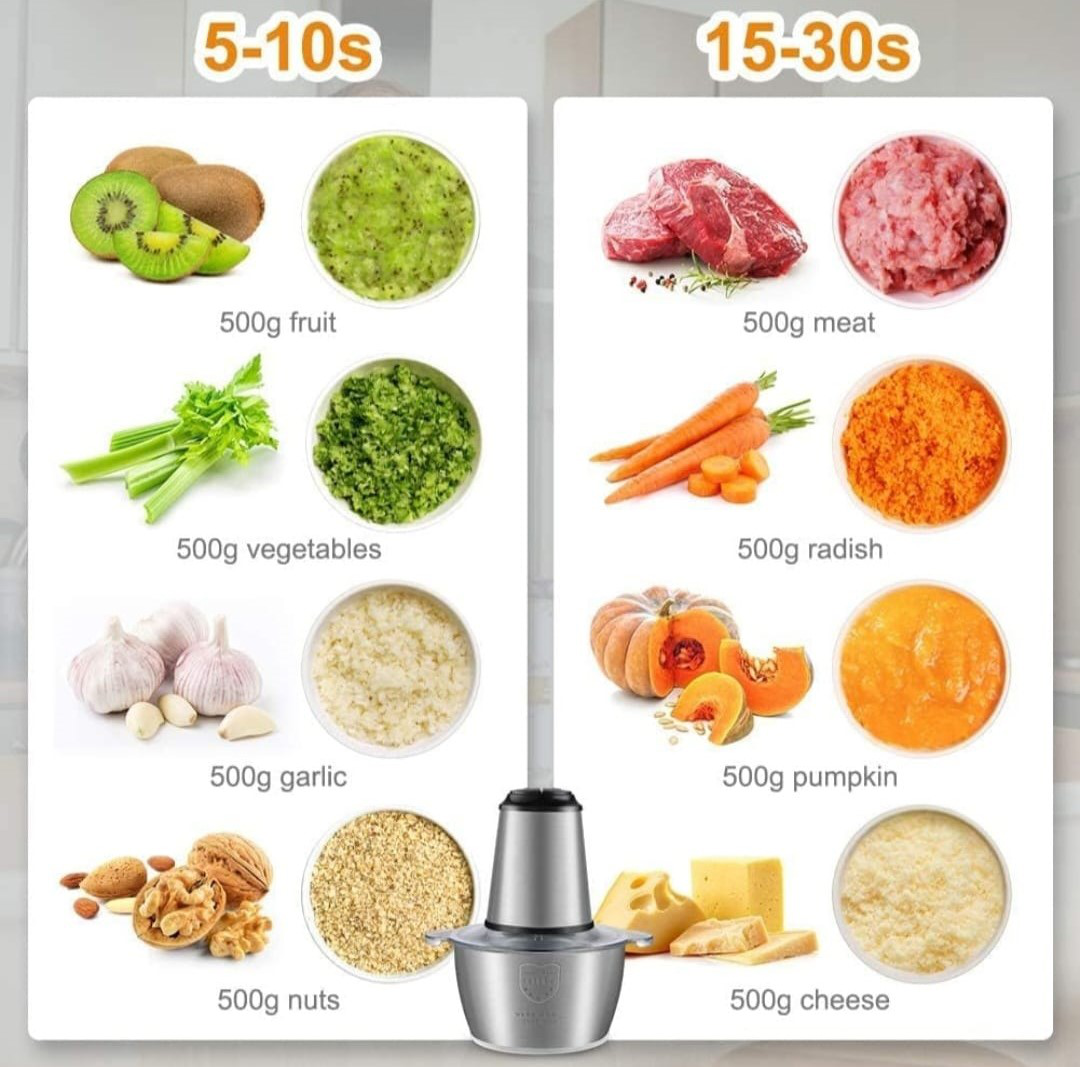 5-10s
15-30s
500g fruit
500g meat
500g vegetables
500g radish
500g garlic
500g pumpkin
500g nuts
500g cheese